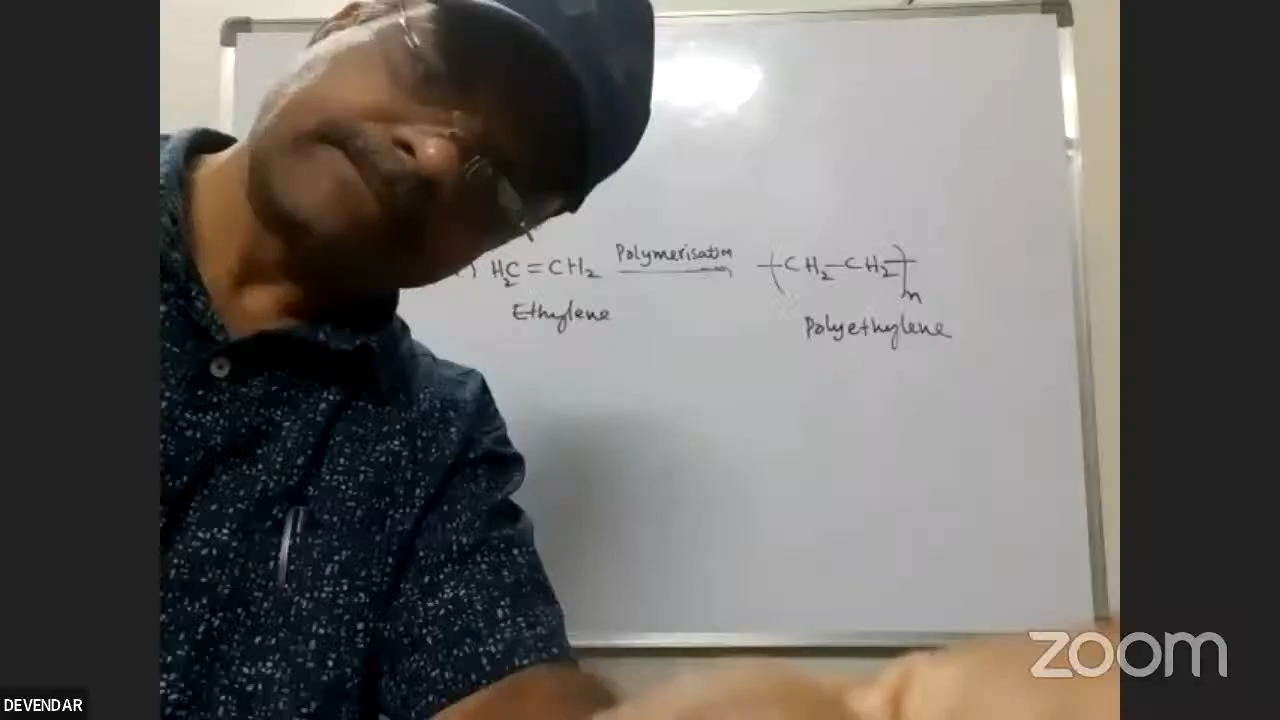 ) H₂C=CH₂ Polymerisation (CH₂-CH₂)n
Ethylene
Polyethylene
zoom
DEVENDAR